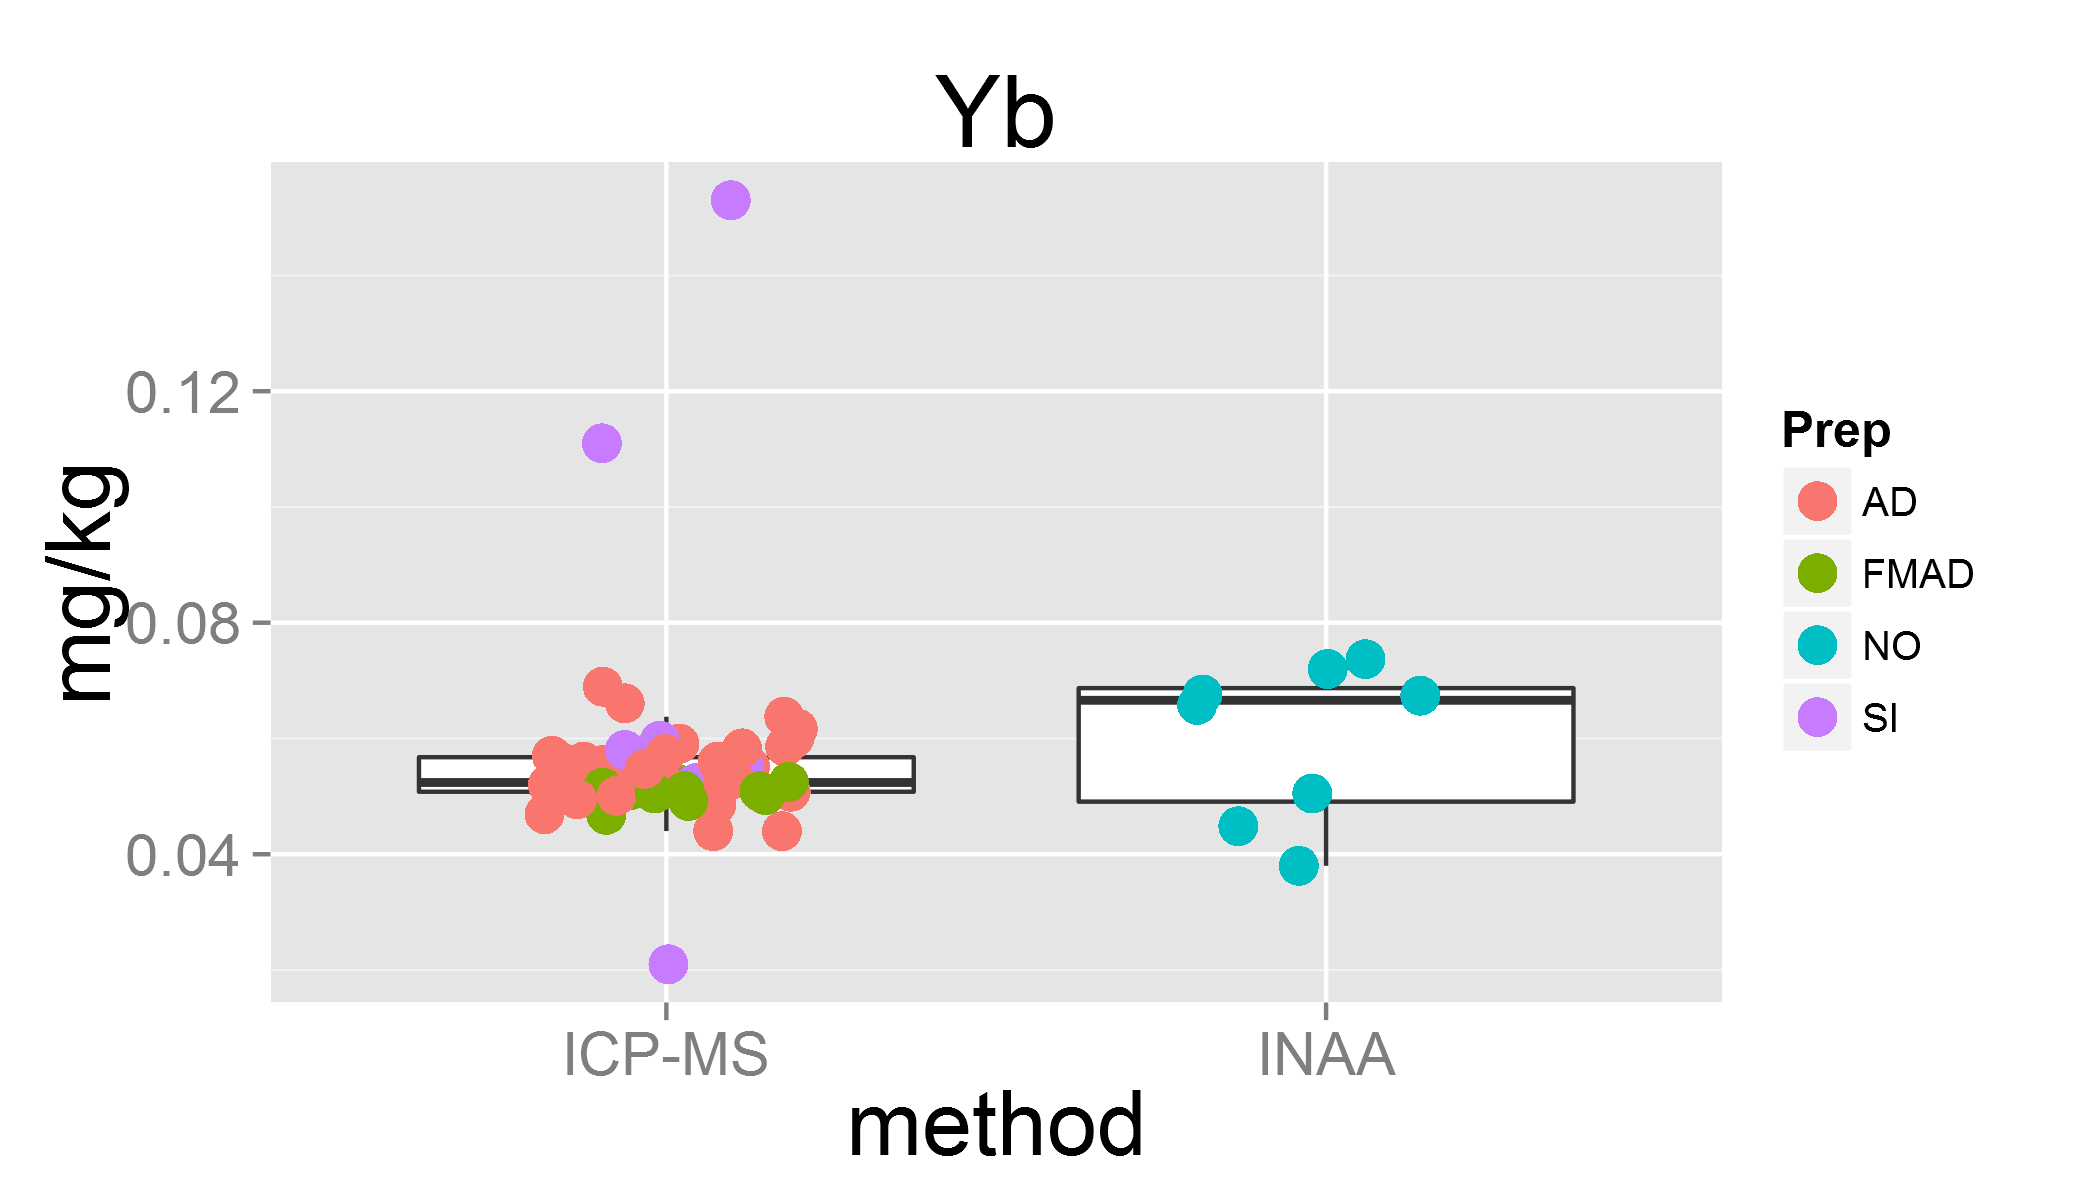 Yb
mg/kg
0.12
0.08
0.04
ICP-MS
INAA
method
Prep
AD
FMAD
NO
SI